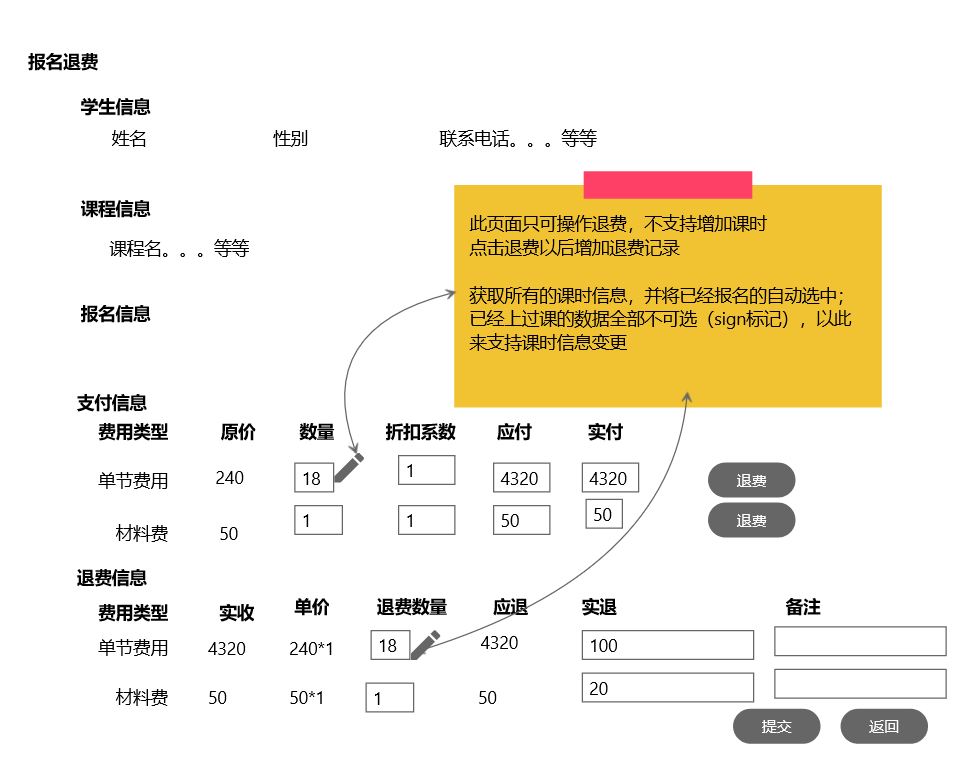 报名退费
学生信息
姓名 性别 联系电话。。。等等
课程信息
课程名。。。等等
此页面只可操作退费，不支持增加课时
点击退费以后增加退费记录
获取所有的课时信息，并将已经报名的自动选中；
已经上过课的数据全部不可选（sign标记），以此
来支持课时信息变更
报名信息
支付信息
费用类型 原价 数量 折扣系数 应付 实付
单节费用 240 18 1 4320 4320 退费
材料费 50 1 1 50 50 退费
退费信息
费用类型 实收 单价 退费数量 应退 实退 备注
单节费用 4320 240*1 18 4320 100
材料费 50 50*1 1 50 20
提交 返回